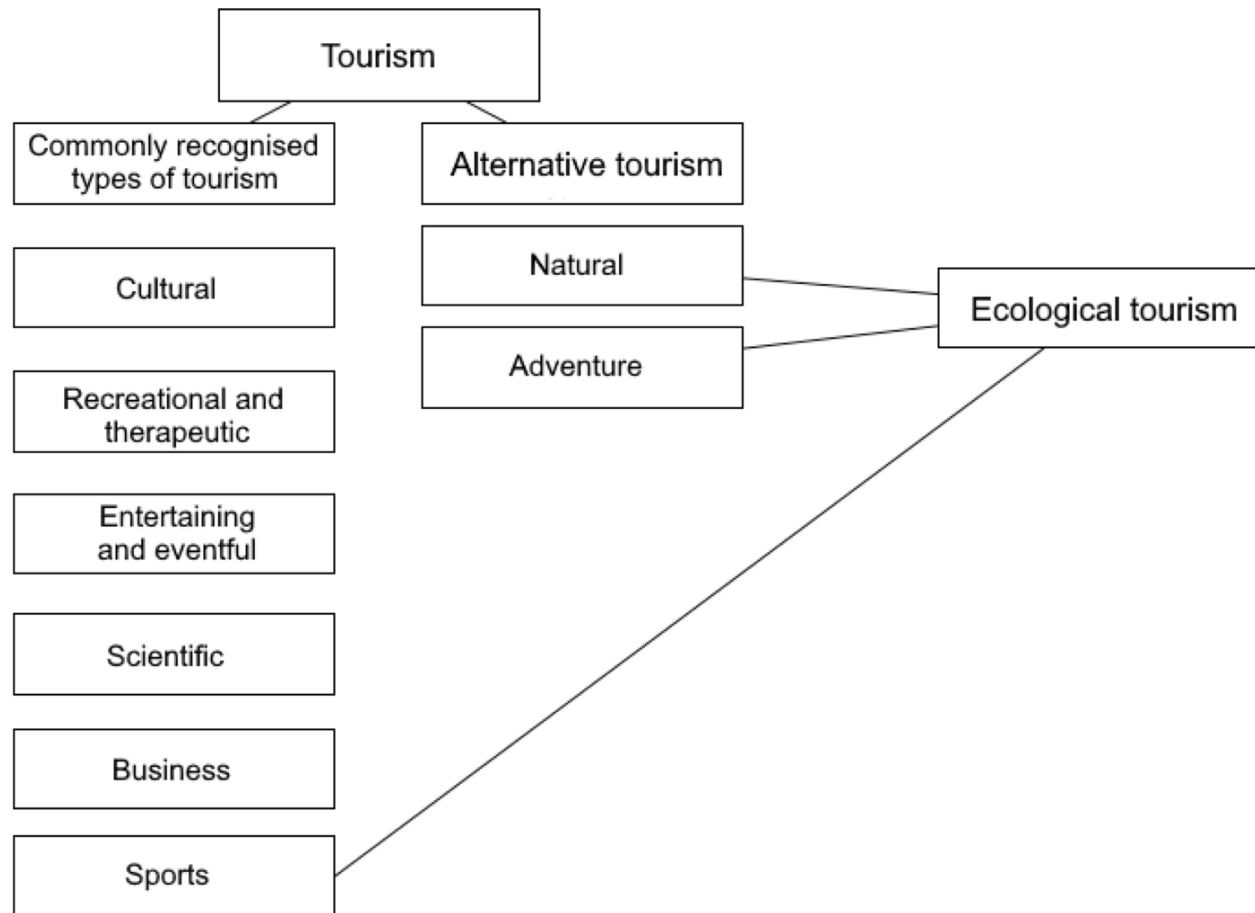 Tourism
Commonly recognised
types of tourism
Alternative tourism
Cultural
Natural
Ecological tourism
Adventure
Recreational and
therapeutic
Entertaining
and eventful
Scientific
Business
Sports